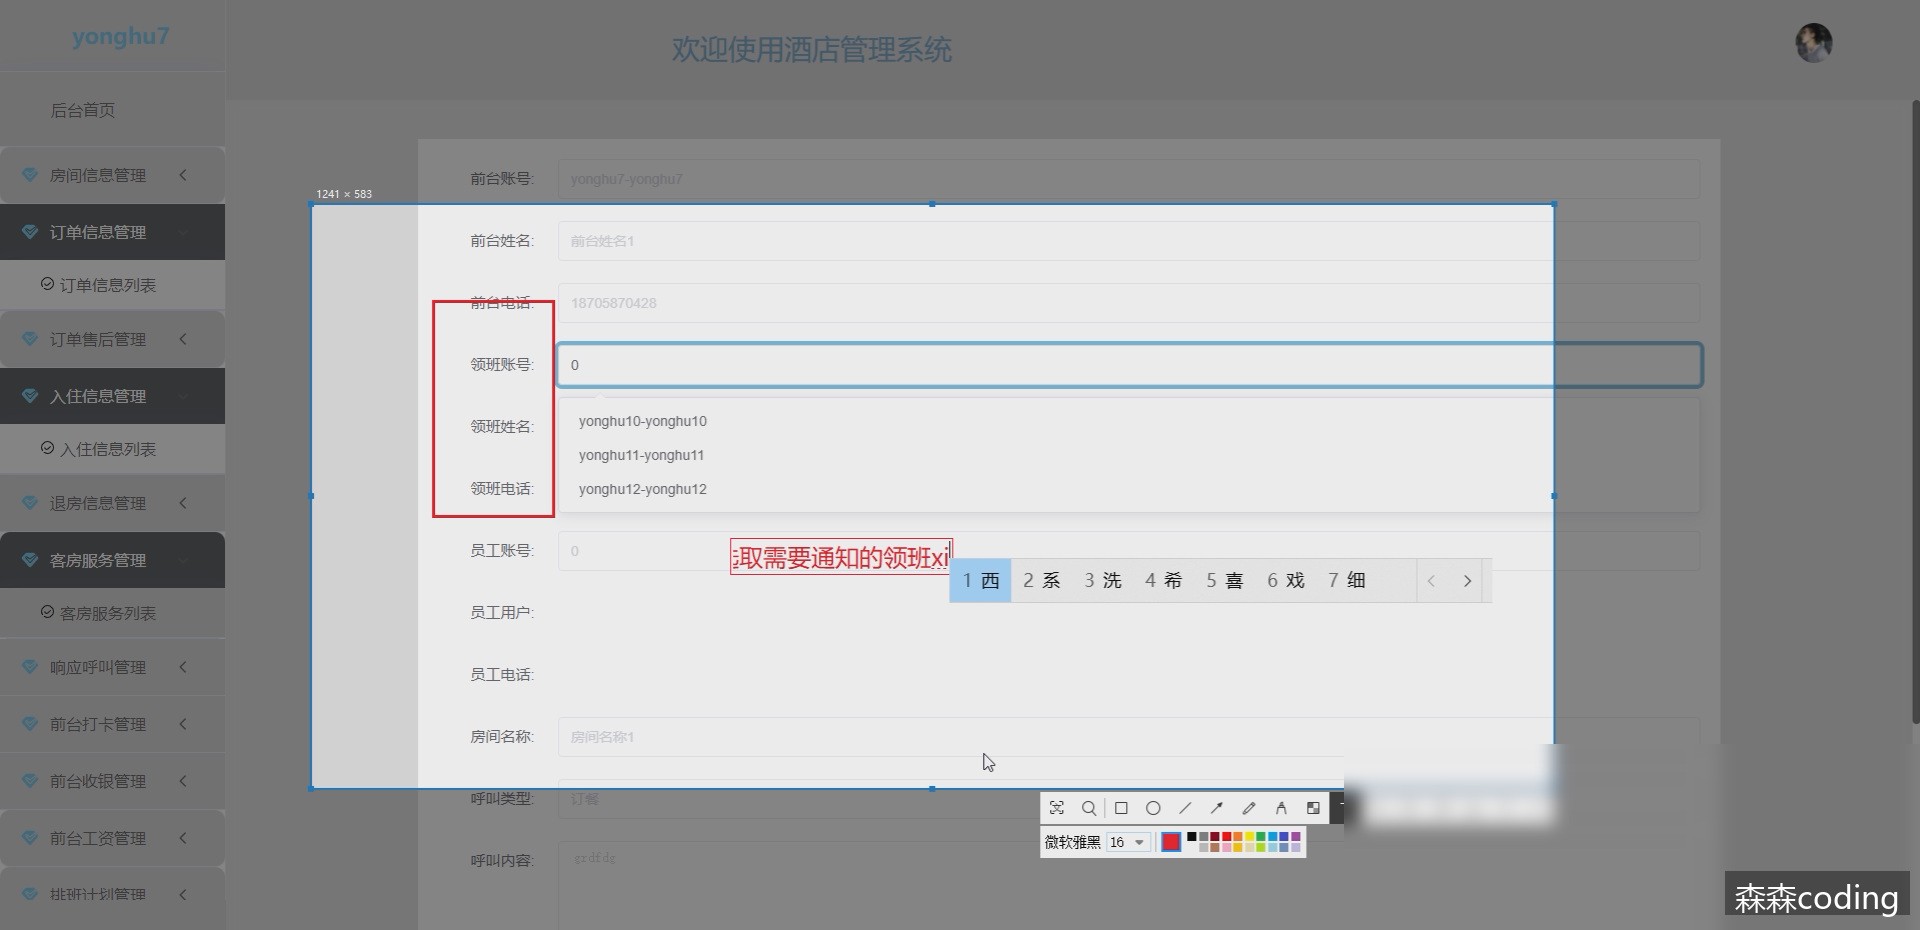 yonghu7
欢迎使用酒店管理系统
后台首页
房间信息管理
订单信息管理
订单信息列表
订单售后管理
入住信息管理
入住信息列表
退房信息管理
客房服务管理
客房服务列表
响应呼叫管理
前台打卡管理
前台收银管理
前台工资管理
排班计划管理
1241 × 583
前台账号: yonghu7-yonghu7
前台姓名: 前台姓名1
前台电话: 18705870428
领班账号: 0
yonghu10-yonghu10
领班姓名:
yonghu11-yonghu11
领班电话: yonghu12-yonghu12
员工账号: 0
取需要通知的领班xi
1 西 2 系 3 洗 4 希 5 喜 6 戏 7 细
员工用户:
员工电话:
房间名称: 房间名称1
呼叫类型: 订餐
微软雅黑 16
呼叫内容: grdfdg
森森coding